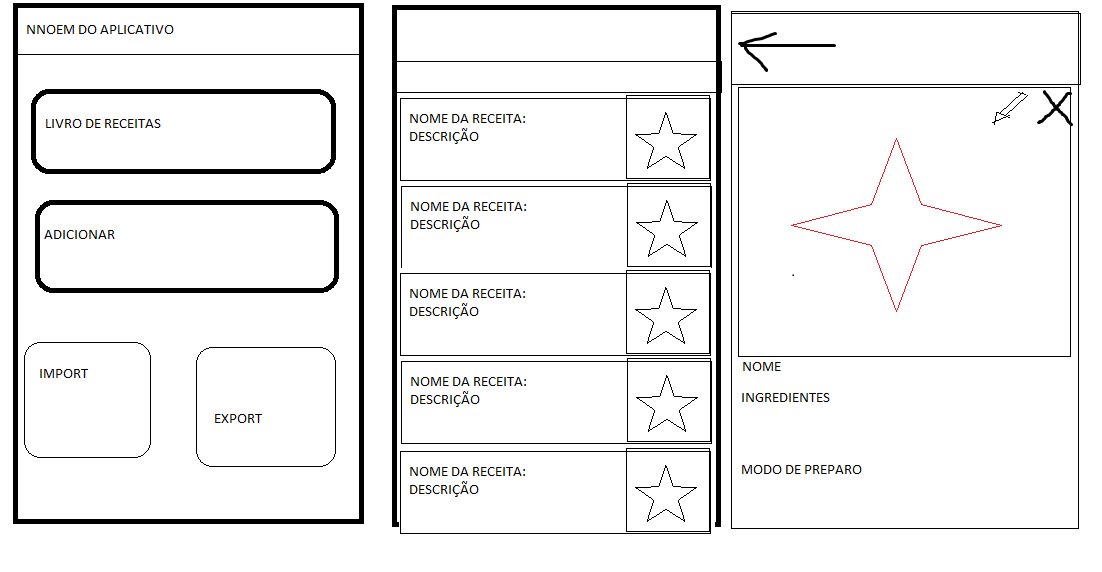 NNOEM DO APLICATIVO
LIVRO DE RECEITAS
ADICIONAR
IMPORT
EXPORT
NOME DA RECEITA:
DESCRIÇÃO
NOME DA RECEITA:
DESCRIÇÃO
NOME DA RECEITA:
DESCRIÇÃO
NOME DA RECEITA:
DESCRIÇÃO
NOME DA RECEITA:
DESCRIÇÃO
NOME
INGREDIENTES
MODO DE PREPARO